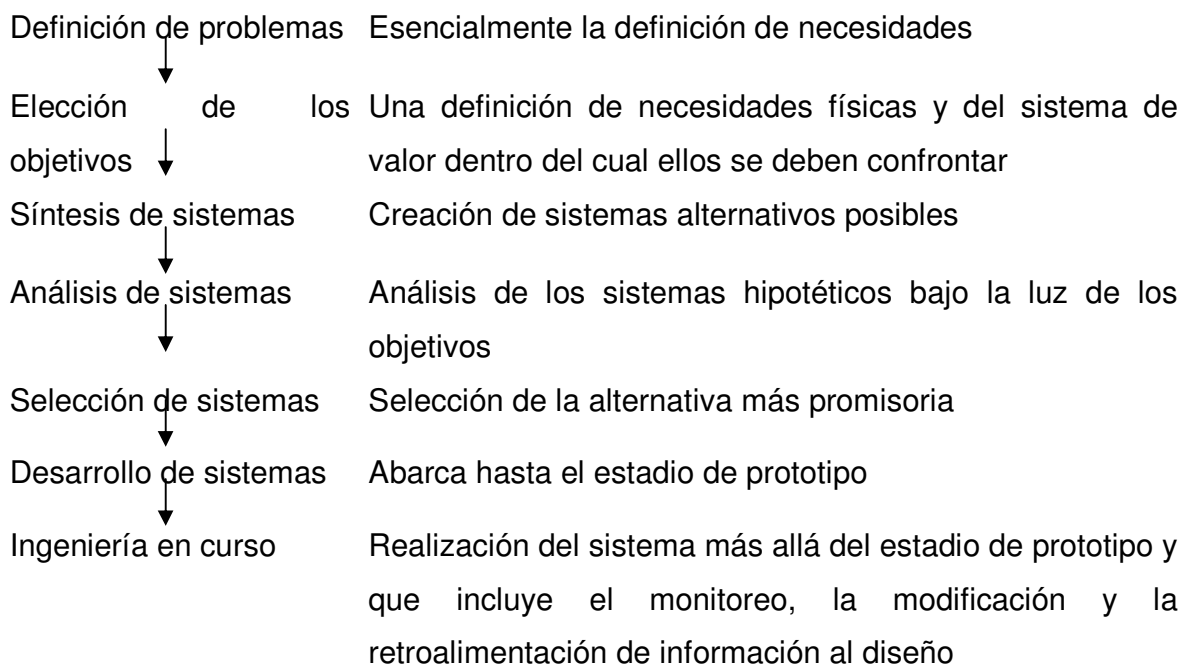 Definición de problemas Esencialmente la definición de necesidades
Elección de los Una definición de necesidades físicas y del sistema de
objetivos valor dentro del cual ellos se deben confrontar
Síntesis de sistemas Creación de sistemas alternativos posibles
Análisis de sistemas Análisis de los sistemas hipotéticos bajo la luz de los
objetivos
Selección de sistemas Selección de la alternativa más promisoria
Desarrollo de sistemas Abarca hasta el estadio de prototipo
Ingeniería en curso Realización del sistema más allá del estadio de prototipo y
que incluye el monitoreo, la modificación y la
retroalimentación de información al diseño